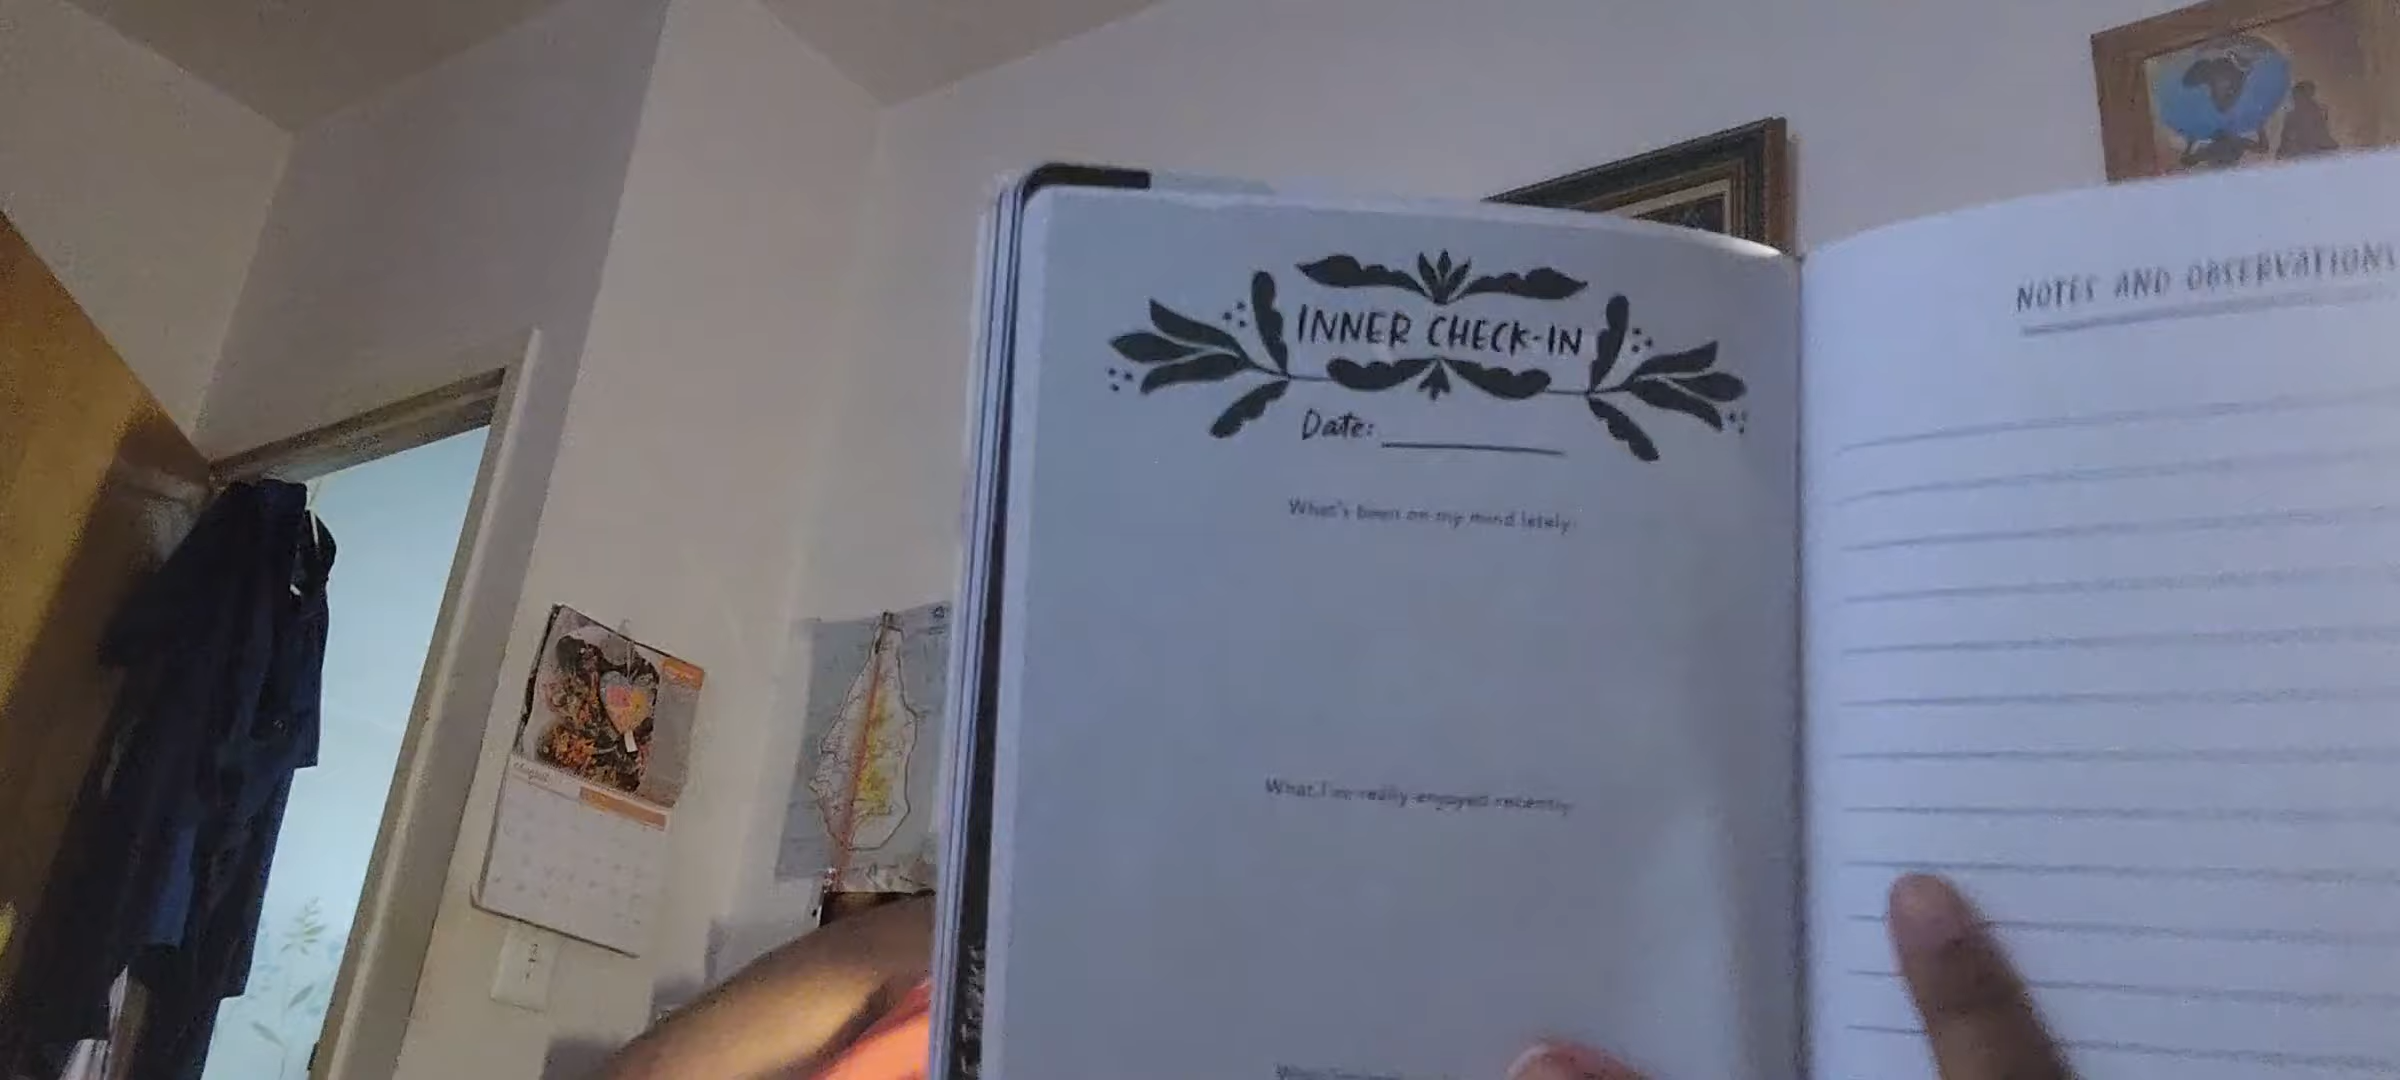 INNER CHECK-IN
Date:
What's been on my mind lately:
What I've really enjoyed recently:
NOTES AND OBSERVATIONS